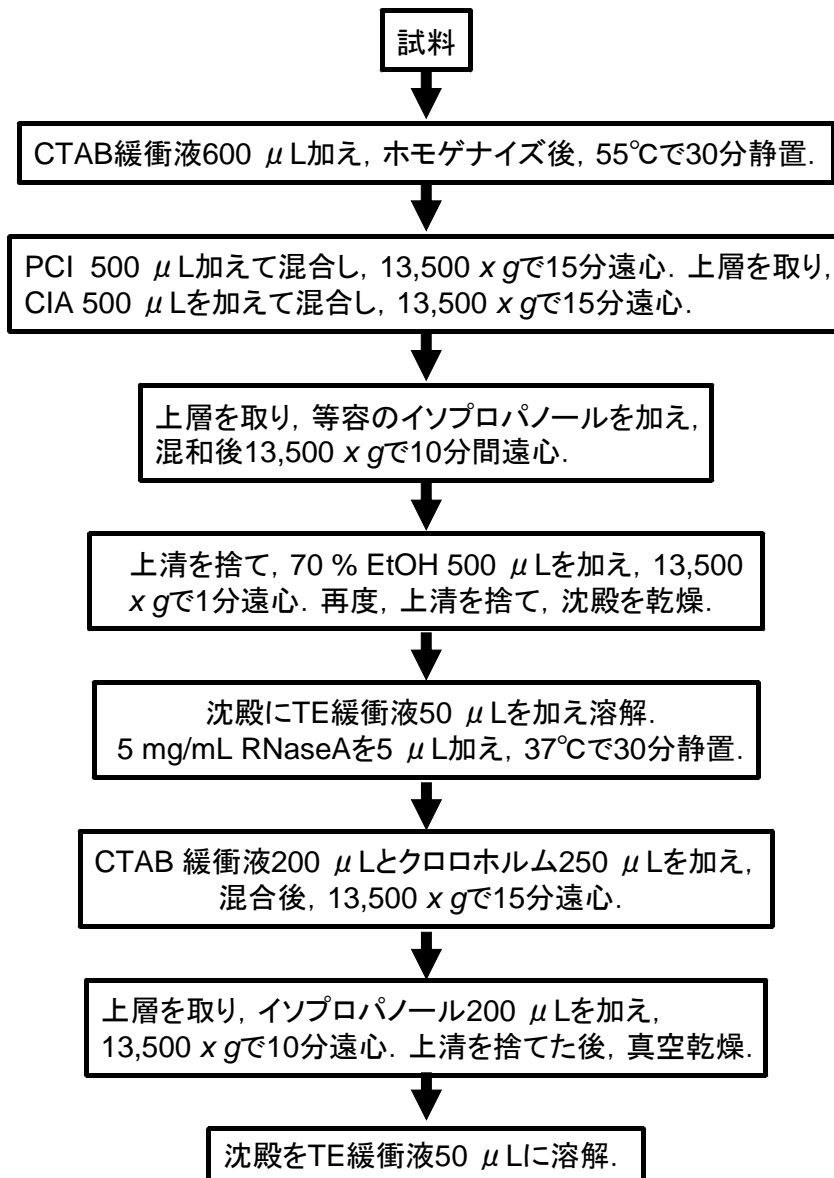 試料
CTAB緩衝液600 μL加え，ホモゲナイズ後，55℃で30分静置．
PCI 500 μL加えて混合し，13,500 x gで15分遠心．上層を取り，
CIA 500 μLを加えて混合し，13,500 x gで15分遠心．
上層を取り，等容のイソプロパノールを加え，
混和後13,500 x gで10分間遠心．
上清を捨て，70 % EtOH 500 μLを加え，13,500
x gで1分遠心．再度，上清を捨て，沈殿を乾燥．
沈殿にTE緩衝液50 μLを加え溶解．
5 mg/mL RNaseAを5 μL加え，37℃で30分静置．
CTAB 緩衝液200 μLとクロロホルム250 μLを加え，
混合後，13,500 x gで15分遠心．
上層を取り，イソプロパノール200 μLを加え，
13,500 x gで10分遠心．上清を捨てた後，真空乾燥．
沈殿をTE緩衝液50 μLに溶解．